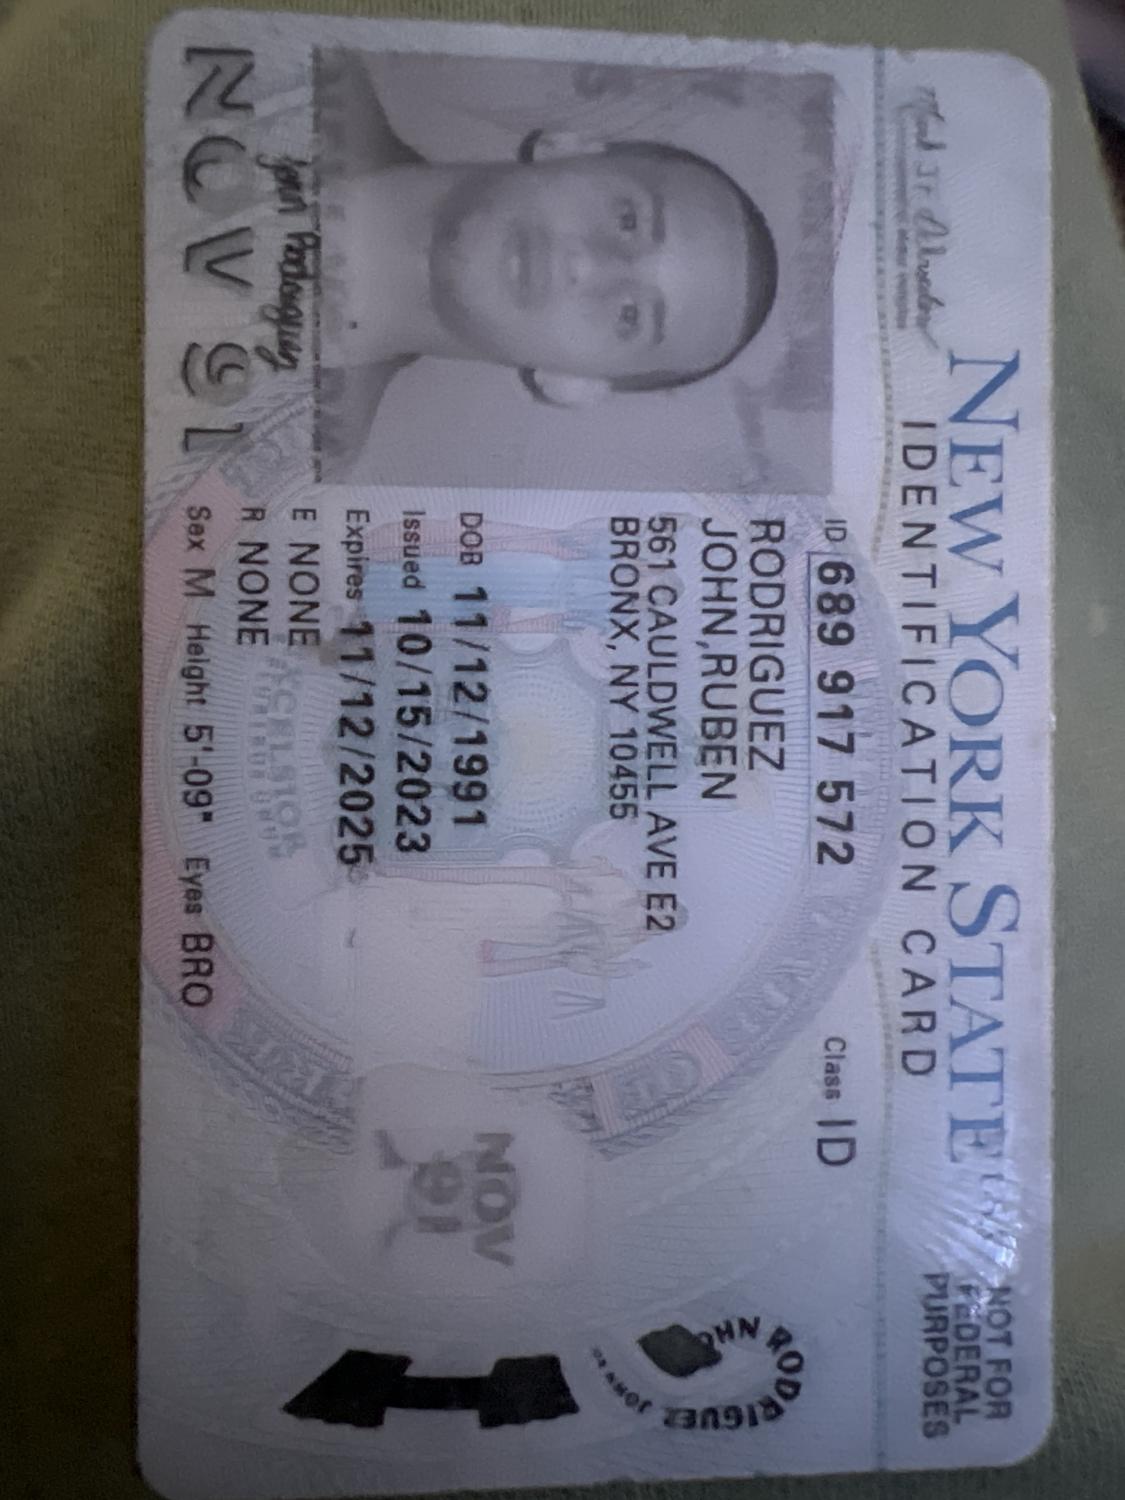 NEW YORK STATE
IDENTIFICATION CARD
NOT FOR
FEDERAL
PURPOSES
ID 689 917 572
Class ID
RODRIGUEZ
JOHN,RUBEN
561 CAULDWELL AVE E2
BRONX, NY 10455
DOB 11/12/1991
Issued 10/15/2023
Expires 11/12/2025
E NONE
R NONE
Sex M Height 5'-09" Eyes BRO
John Rodriguez
NOV 91
NOV
91
EXCELSIOR
JOHN RODRIGUEZ JOHN